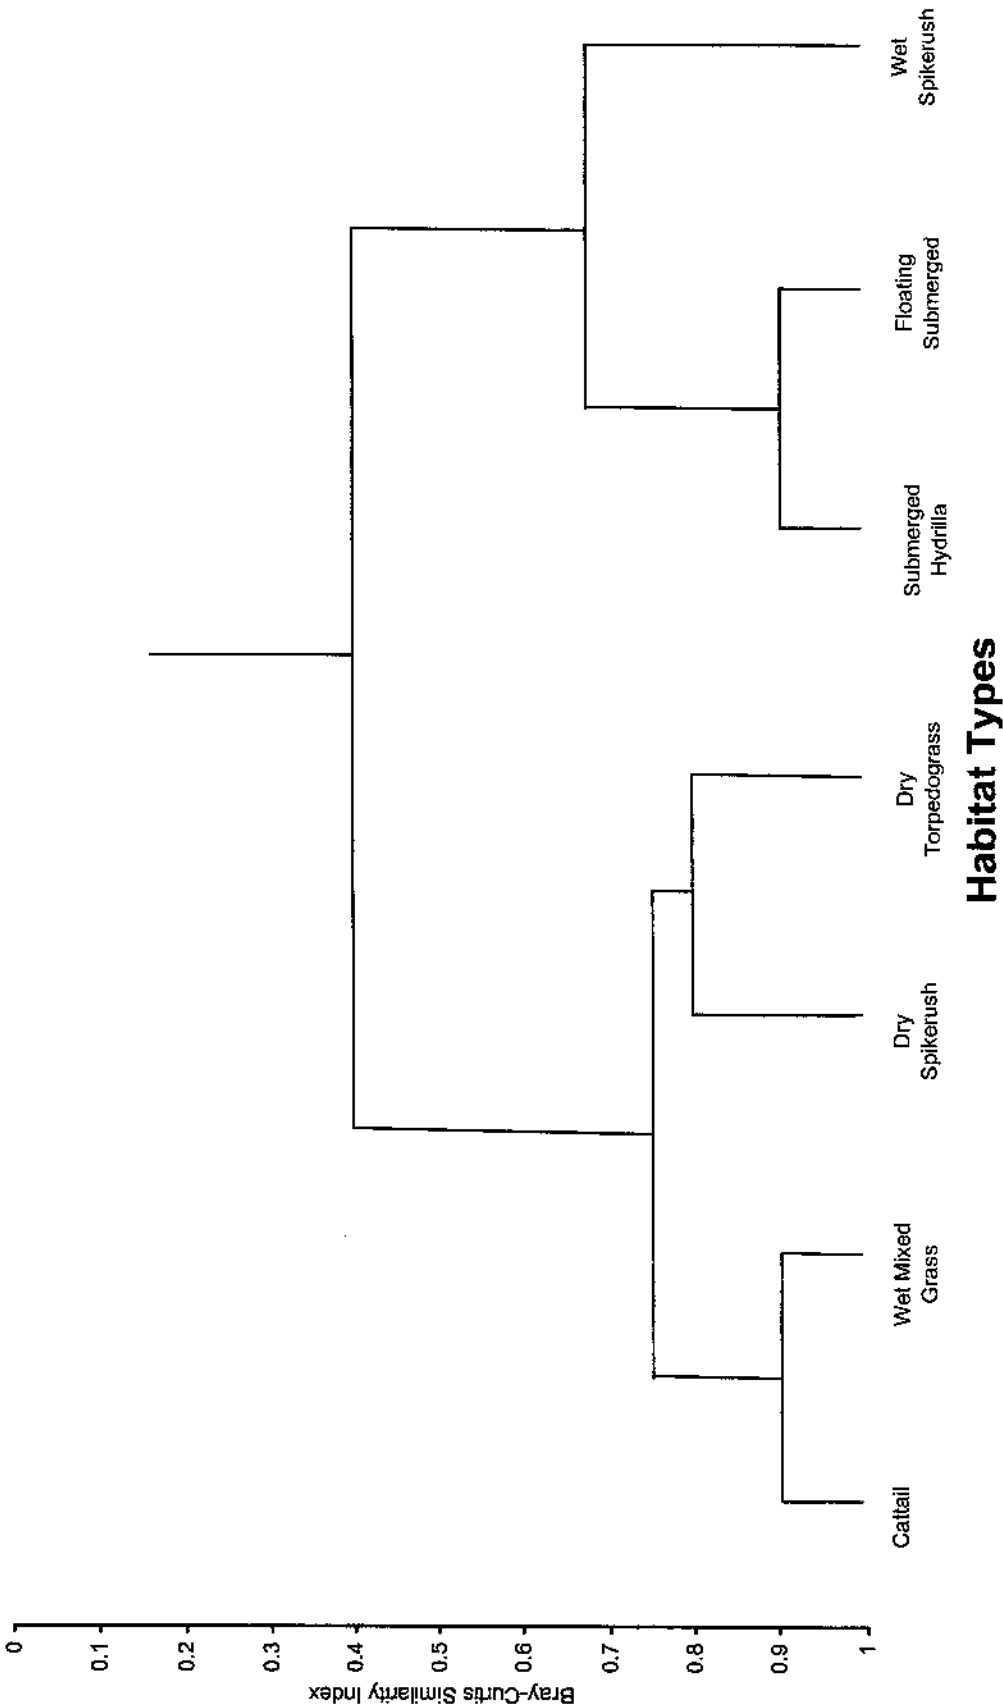 Bray-Curtis Similarity Index
0
0.1
0.2
0.3
0.4
0.5
0.6
0.7
0.8
0.9
1
Cattail
Wet Mixed
Grass
Dry
Spikerush
Dry
Torpedograss
Submerged
Hydrilla
Floating
Submerged
Wet
Spikerush
Habitat Types